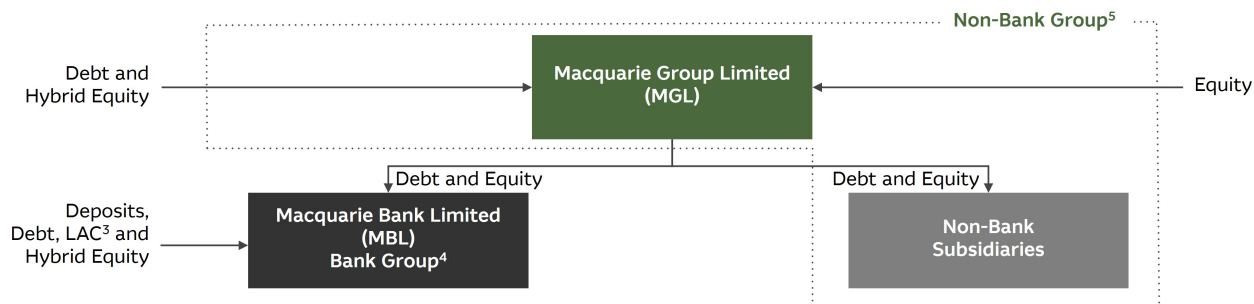 Non-Bank Group⁵
Debt and
Hybrid Equity
Macquarie Group Limited
(MGL)
Equity
Debt and Equity
Debt and Equity
Deposits,
Debt, LAC³ and
Hybrid Equity
Macquarie Bank Limited
(MBL)
Bank Group⁴
Non-Bank
Subsidiaries